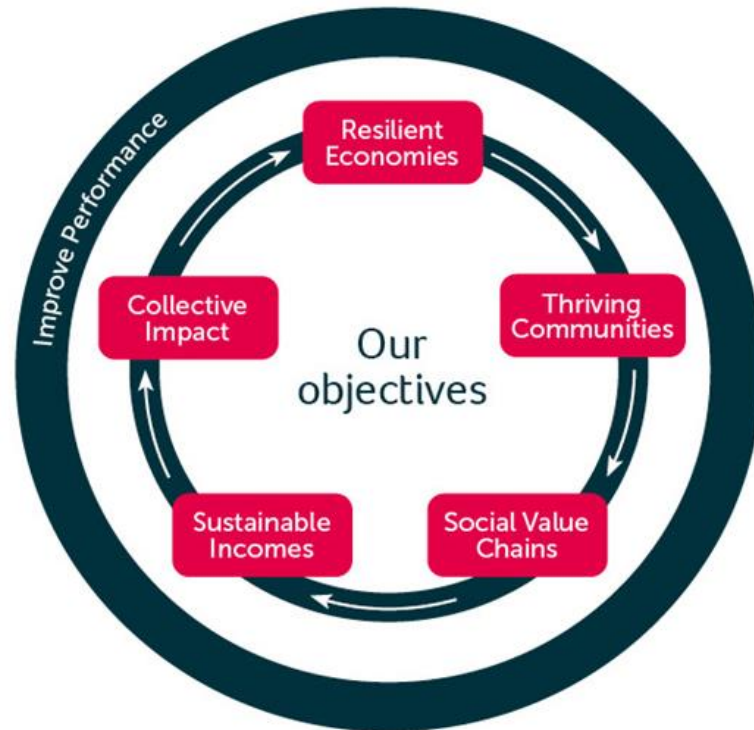 Improve Performance
Resilient
Economies
Collective
Impact
Thriving
Communities
Our
objectives
Sustainable
Incomes
Social Value
Chains